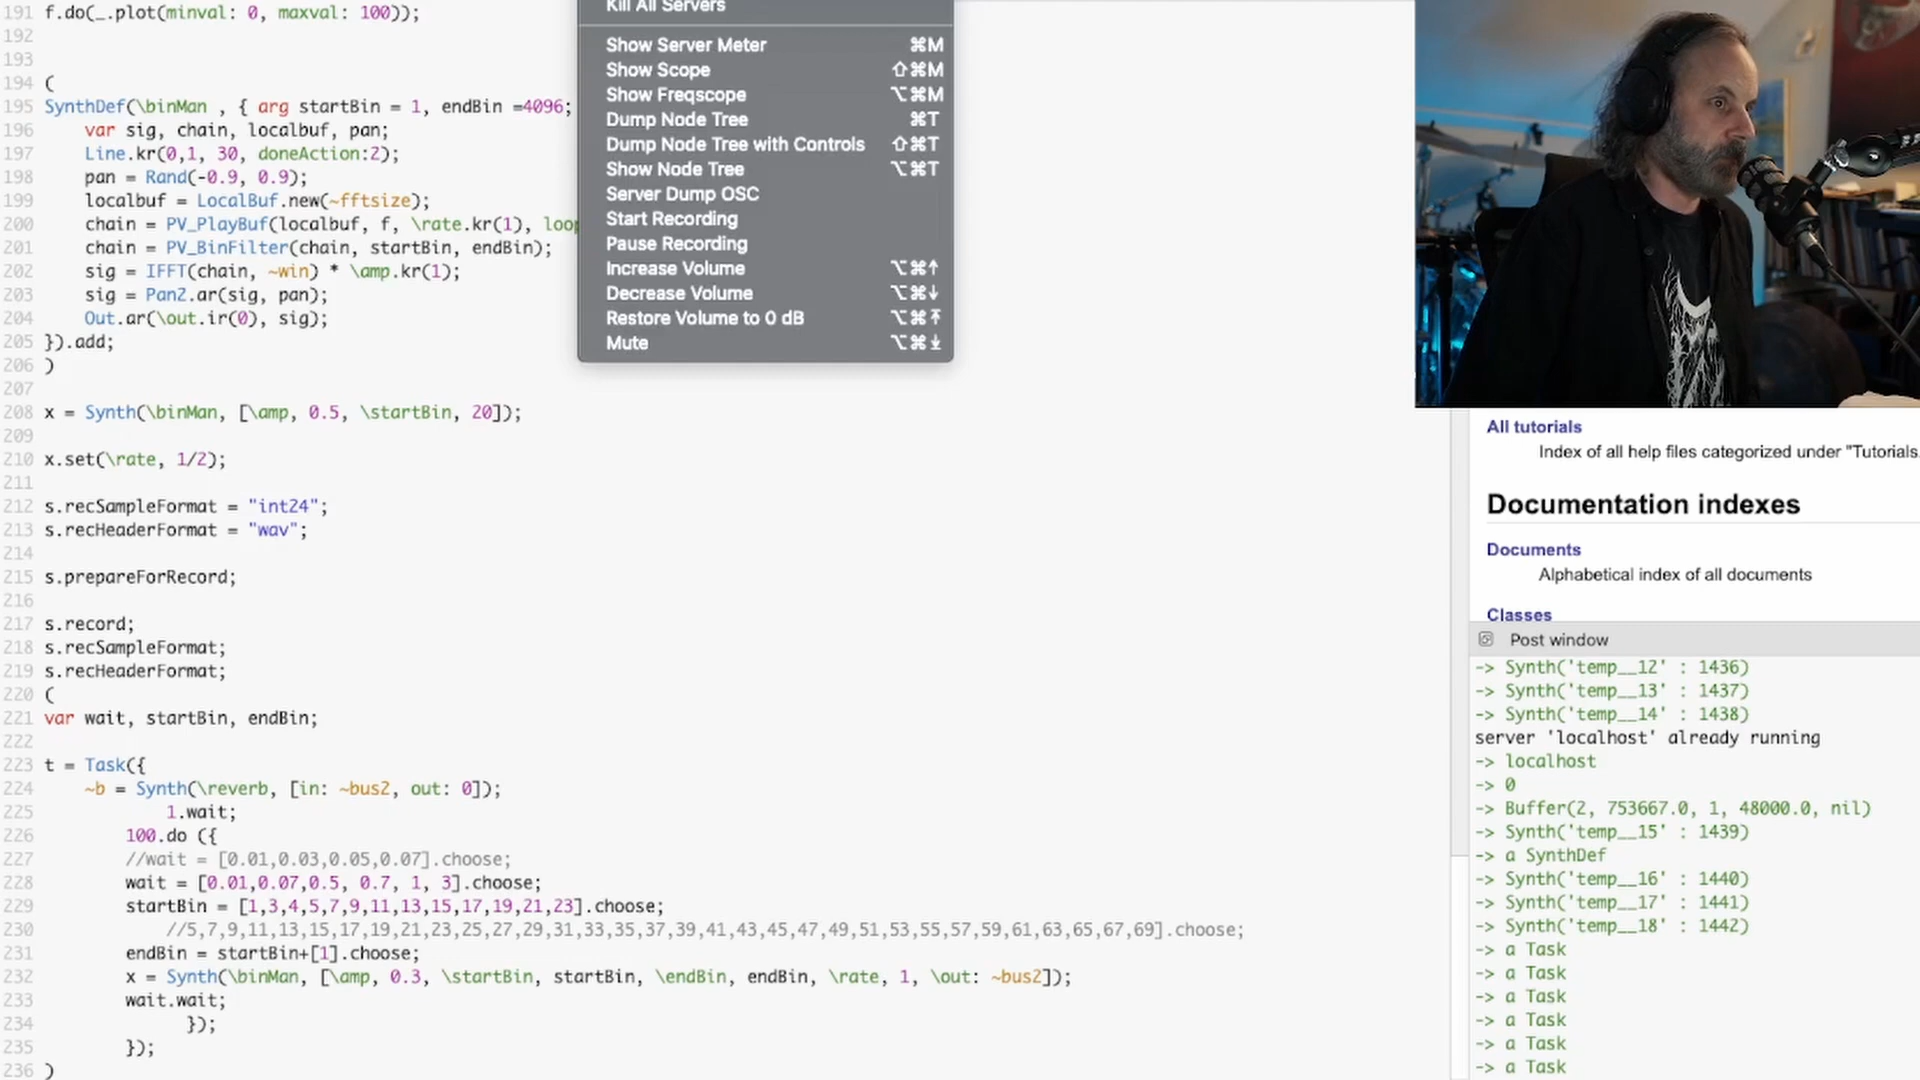 191 f.do(_.plot(minval: 0, maxval: 100));
192
193
194 (
195 SynthDef(\binMan , { arg startBin = 1, endBin =4096;
196 var sig, chain, localbuf, pan;
197 Line.kr(0,1, 30, doneAction:2);
198 pan = Rand(-0.9, 0.9);
199 localbuf = LocalBuf.new(~fftsize);
200 chain = PV_PlayBuf(localbuf, f, \rate.kr(1), loop
201 chain = PV_BinFilter(chain, startBin, endBin);
202 sig = IFFT(chain, ~win) * \amp.kr(1);
203 sig = Pan2.ar(sig, pan);
204 Out.ar(\out.ir(0), sig);
205 }).add;
206 )
207
208 x = Synth(\binMan, [\amp, 0.5, \startBin, 20]);
209
210 x.set(\rate, 1/2);
211
212 s.recSampleFormat = "int24";
213 s.recHeaderFormat = "wav";
214
215 s.prepareForRecord;
216
217 s.record;
218 s.recSampleFormat;
219 s.recHeaderFormat;
220 (
221 var wait, startBin, endBin;
222
223 t = Task({
224 ~b = Synth(\reverb, [in: ~bus2, out: 0]);
225 1.wait;
226 100.do ({
227 //wait = [0.01,0.03,0.05,0.07].choose;
228 wait = [0.01,0.07,0.5, 0.7, 1, 3].choose;
229 startBin = [1,3,4,5,7,9,11,13,15,17,19,21,23].choose;
230 //5,7,9,11,13,15,17,19,21,23,25,27,29,31,33,35,37,39,41,43,45,47,49,51,53,55,57,59,61,63,65,67,69].choose;
231 endBin = startBin+[1].choose;
232 x = Synth(\binMan, [\amp, 0.3, \startBin, startBin, \endBin, endBin, \rate, 1, \out: ~bus2]);
233 wait.wait;
234 });
235 });
236 )
Kill All Servers
Show Server Meter ⌘M
Show Scope ⇧⌘M
Show Freqscope ⌥⌘M
Dump Node Tree ⌘T
Dump Node Tree with Controls ⇧⌘T
Show Node Tree ⌥⌘T
Server Dump OSC
Start Recording
Pause Recording
Increase Volume ⌥⌘↑
Decrease Volume ⌥⌘↓
Restore Volume to 0 dB ⌥⌘⤒
Mute ⌥⌘⤓
All tutorials
Index of all help files categorized under "Tutorials
Documentation indexes
Documents
Alphabetical index of all documents
Classes
Post window
-> Synth('temp__12' : 1436)
-> Synth('temp__13' : 1437)
-> Synth('temp__14' : 1438)
server 'localhost' already running
-> localhost
-> 0
-> Buffer(2, 753667.0, 1, 48000.0, nil)
-> Synth('temp__15' : 1439)
-> a SynthDef
-> Synth('temp__16' : 1440)
-> Synth('temp__17' : 1441)
-> Synth('temp__18' : 1442)
-> a Task
-> a Task
-> a Task
-> a Task
-> a Task
-> a Task